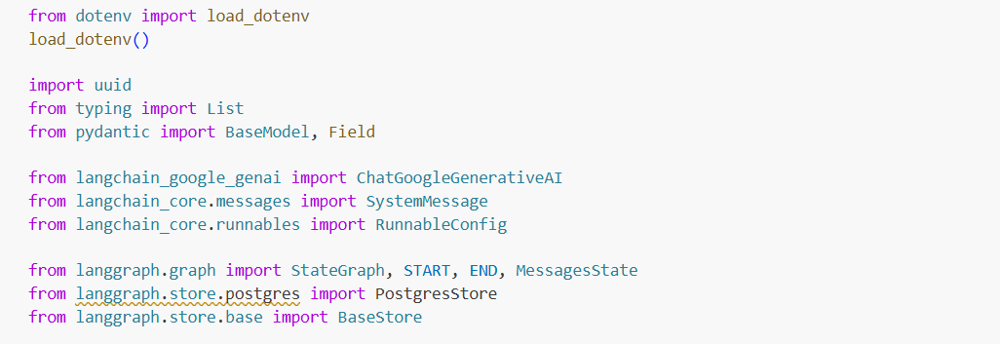 from dotenv import load_dotenv
load_dotenv()
import uuid
from typing import List
from pydantic import BaseModel, Field
from langchain_google_genai import ChatGoogleGenerativeAI
from langchain_core.messages import SystemMessage
from langchain_core.runnables import RunnableConfig
from langgraph.graph import StateGraph, START, END, MessagesState
from langgraph.store.postgres import PostgresStore
from langgraph.store.base import BaseStore